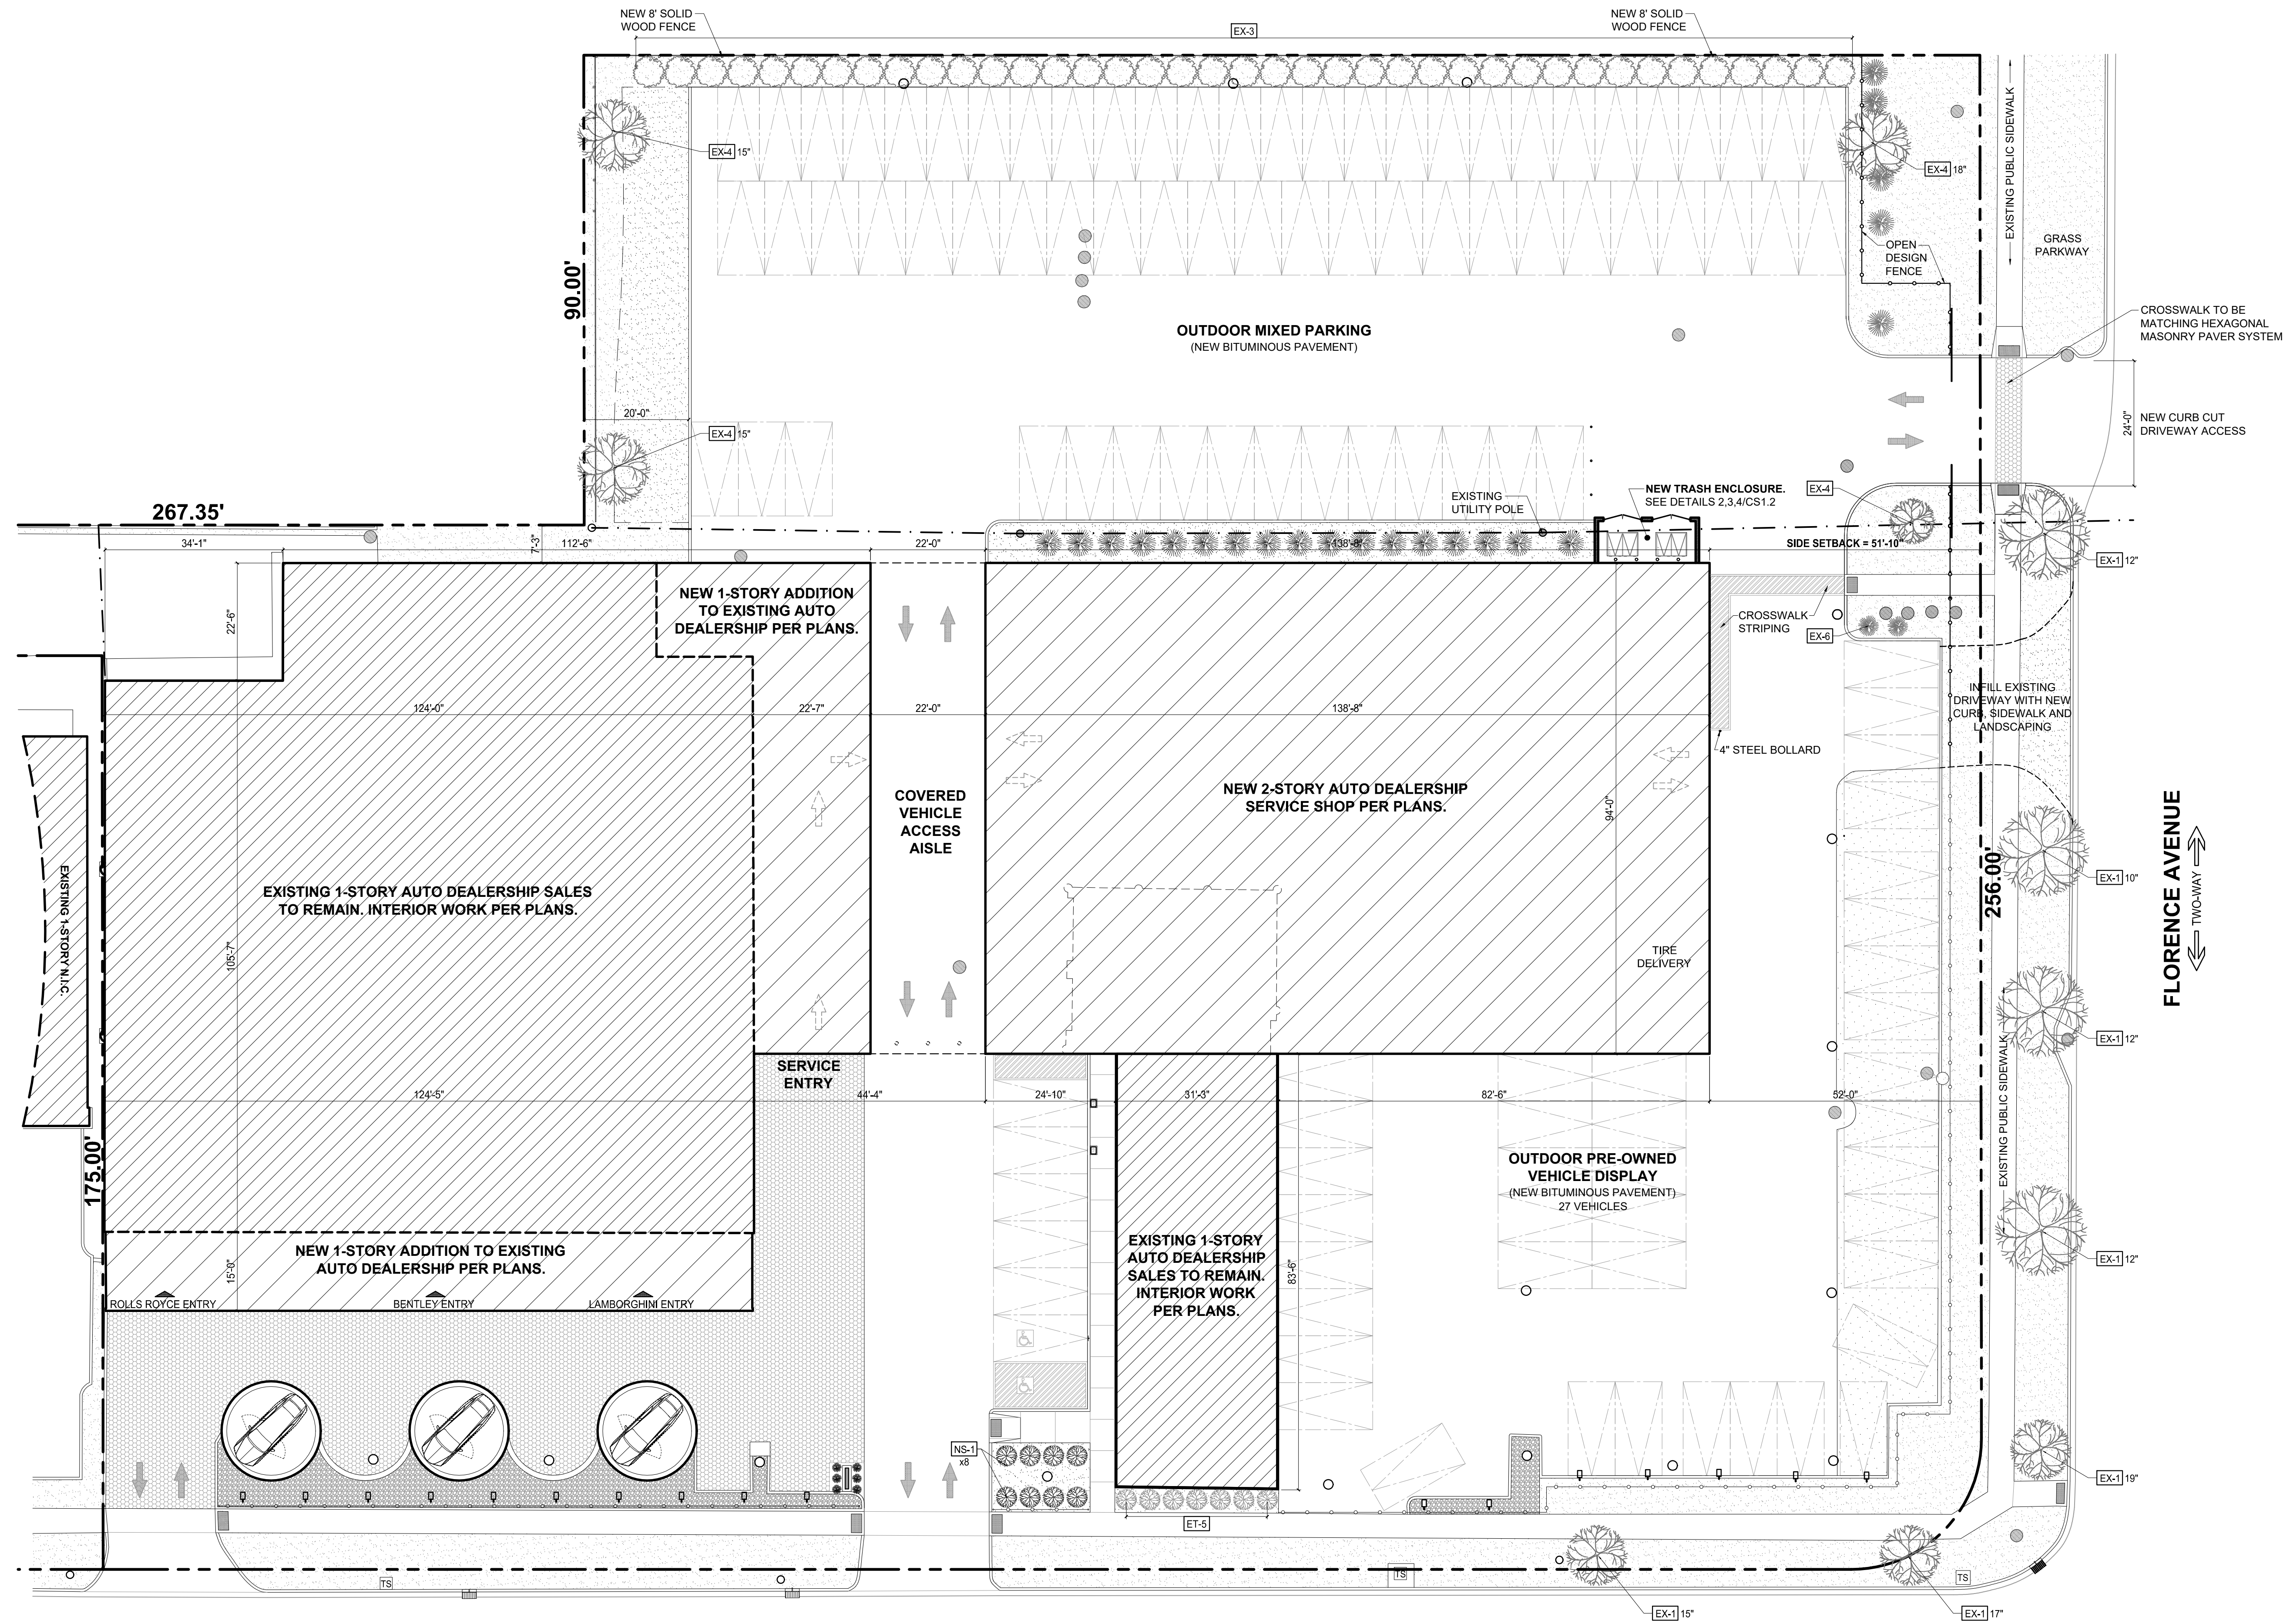 NEW 8' SOLID
WOOD FENCE
EX-3
NEW 8' SOLID
WOOD FENCE
EX-4 15"
EX-4 18"
EXISTING PUBLIC SIDEWALK
GRASS
PARKWAY
OPEN
DESIGN
FENCE
90.00'
OUTDOOR MIXED PARKING
(NEW BITUMINOUS PAVEMENT)
CROSSWALK TO BE
MATCHING HEXAGONAL
MASONRY PAVER SYSTEM
24'-0"
NEW CURB CUT
DRIVEWAY ACCESS
20'-0"
EX-4 15"
EXISTING
UTILITY POLE
NEW TRASH ENCLOSURE.
SEE DETAILS 2,3,4/CS1.2
EX-4
267.35'
34'-1"
7'-3"
112'-6"
22'-0"
138'-8"
SIDE SETBACK = 51'-10"
EX-1 12"
22'-6"
NEW 1-STORY ADDITION
TO EXISTING AUTO
DEALERSHIP PER PLANS.
CROSSWALK
STRIPING
EX-6
124'-0"
22'-7"
22'-0"
138'-8"
INFILL EXISTING
DRIVEWAY WITH NEW
CURB, SIDEWALK AND
LANDSCAPING
4" STEEL BOLLARD
COVERED
VEHICLE
ACCESS
AISLE
NEW 2-STORY AUTO DEALERSHIP
SERVICE SHOP PER PLANS.
94'-0"
256.00'
EX-1 10"
FLORENCE AVENUE
TWO-WAY
EXISTING 1-STORY N.I.C.
EXISTING 1-STORY AUTO DEALERSHIP SALES
TO REMAIN. INTERIOR WORK PER PLANS.
105'-7"
TIRE
DELIVERY
EX-1 12"
SERVICE
ENTRY
EXISTING PUBLIC SIDEWALK
124'-5"
44'-4"
24'-10"
31'-3"
82'-6"
52'-0"
175.00'
OUTDOOR PRE-OWNED
VEHICLE DISPLAY
(NEW BITUMINOUS PAVEMENT)
27 VEHICLES
EX-1 12"
NEW 1-STORY ADDITION TO EXISTING
AUTO DEALERSHIP PER PLANS.
15'-0"
EXISTING 1-STORY
AUTO DEALERSHIP
SALES TO REMAIN.
INTERIOR WORK
PER PLANS.
83'-6"
ROLLS ROYCE ENTRY
BENTLEY ENTRY
LAMBORGHINI ENTRY
NS-1
x8
EX-1 19"
ET-5
TS
TS
TS
EX-1 15"
EX-1 17"